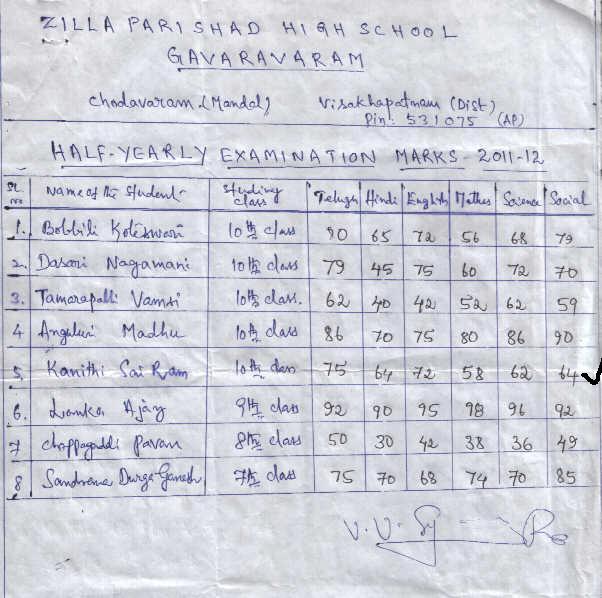 ZILLA PARISHAD HIGH SCHOOL
GAVARAVARAM
Chodavaram (Mandal) Visakhapatnam (Dist)
Pin: 531075 (AP)
HALF-YEARLY EXAMINATION MARKS - 2011-12
Sl no Name of the Student Studing class Telugu Hindi English Mathes Science Social
1. Bobbili Koteswari 10th class 90 65 72 56 68 79
2. Dasari Nagamani 10th class 79 45 75 60 72 70
3. Tamarapalli Vamsi 10th class. 62 40 42 52 62 59
4 Angaluri Madhu 10th class 86 70 75 80 86 90
5. Kanithi Sai Ram 10th class 75 64 72 58 62 64
6. Lanka Ajay 9th class 92 90 95 98 96 92
7 pavan 8th class 50 30 42 38 36 49
8 Durga Ganesh 7th class 75 70 68 74 70 85
V.V.